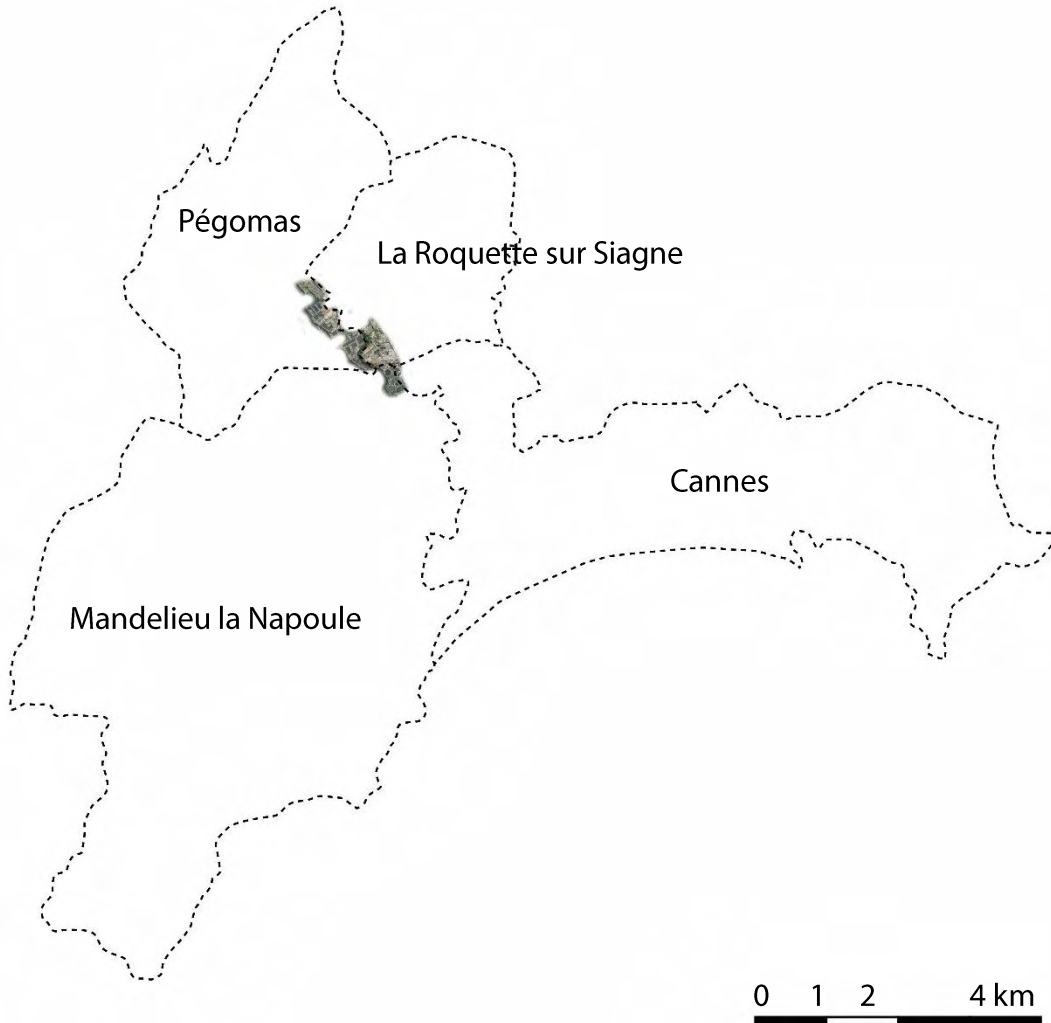 Pégomas
La Roquette sur Siagne
Cannes
Mandelieu la Napoule
0 1 2 4 km